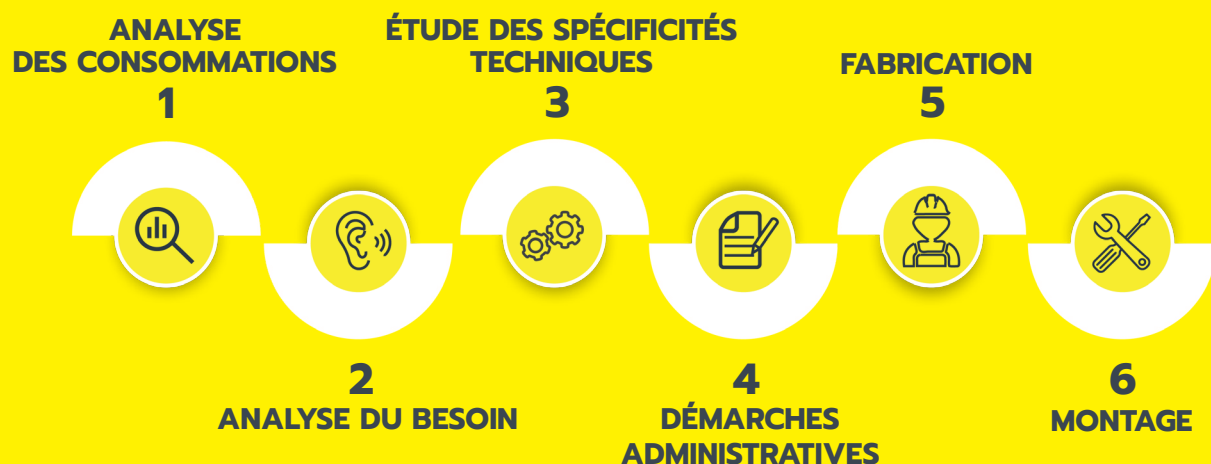 ANALYSE
DES CONSOMMATIONS
1
2
ANALYSE DU BESOIN
ÉTUDE DES SPÉCIFICITÉS
TECHNIQUES
3
4
DÉMARCHES
ADMINISTRATIVES
FABRICATION
5
6
MONTAGE